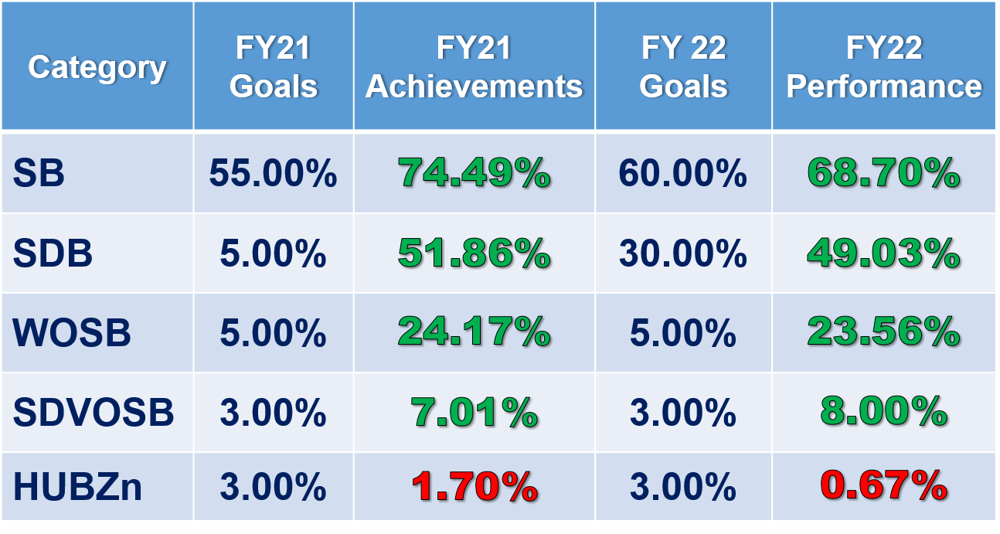 Category FY21 Goals FY21 Achievements FY 22 Goals FY22 Performance
SB 55.00% 74.49% 60.00% 68.70%
SDB 5.00% 51.86% 30.00% 49.03%
WOSB 5.00% 24.17% 5.00% 23.56%
SDVOSB 3.00% 7.01% 3.00% 8.00%
HUBZn 3.00% 1.70% 3.00% 0.67%